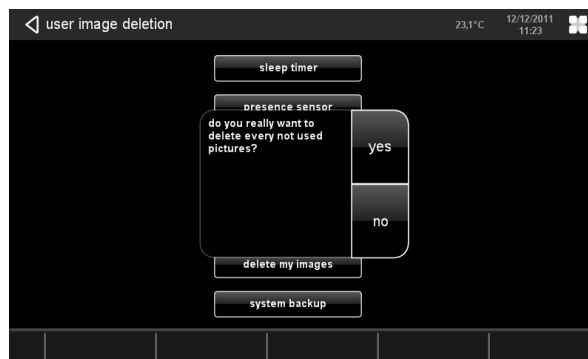 user image deletion
23,1°C
12/12/2011
11:23
sleep timer
presence sensor
do you really want to
delete every not used
pictures?
yes
no
delete my images
system backup